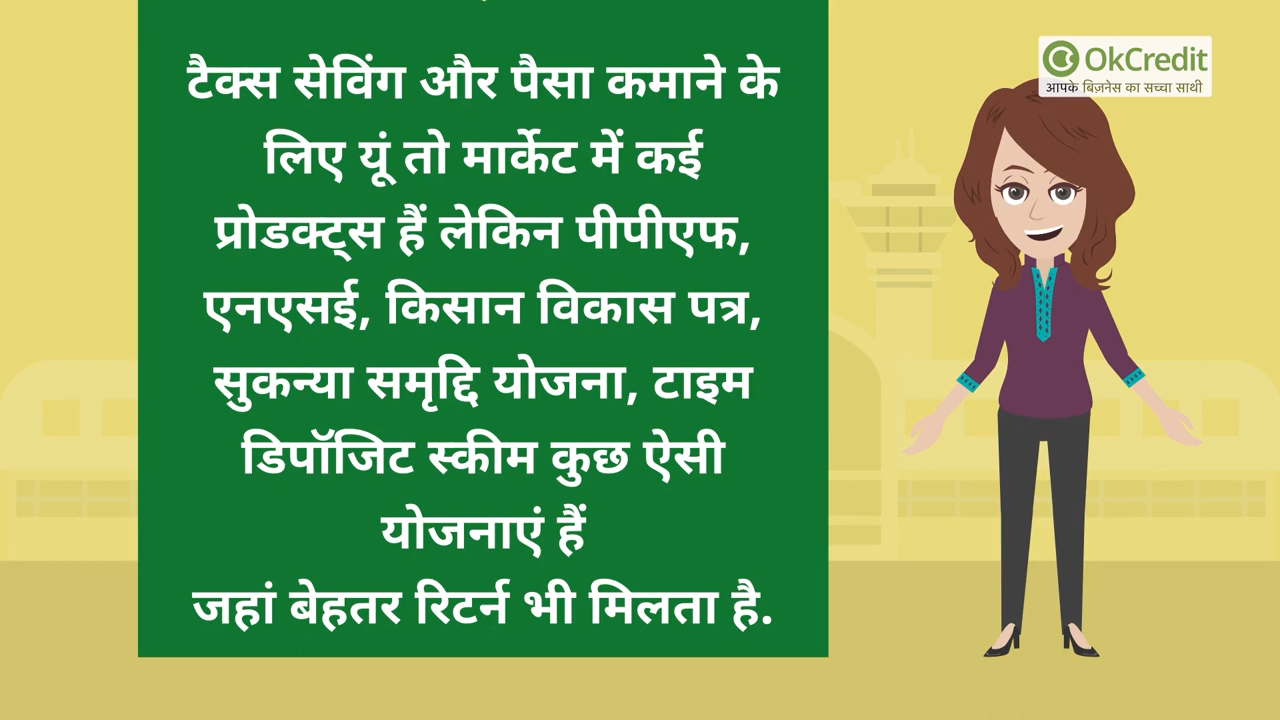 टैक्स सेविंग और पैसा कमाने के
लिए यूं तो मार्केट में कई
प्रोडक्ट्स हैं लेकिन पीपीएफ,
एनएसई, किसान विकास पत्र,
सुकन्या समृद्दि योजना, टाइम
डिपॉजिट स्कीम कुछ ऐसी
योजनाएं हैं
जहां बेहतर रिटर्न भी मिलता है.
OkCredit
आपके बिज़नेस का सच्चा साथी